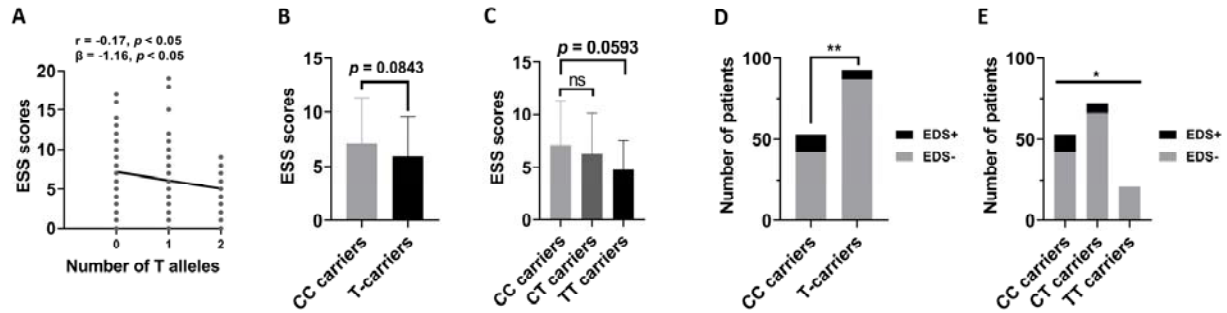 A
r = -0.17, p < 0.05
β = -1.16, p < 0.05
20
15
10
5
0
ESS scores
0 1 2
Number of T alleles
B
15
10
5
0
ESS scores
p = 0.0843
CC carriers
T-carriers
C
15
10
5
0
ESS scores
p = 0.0593
ns
CC carriers
CT carriers
TT carriers
D
100
50
0
Number of patients
**
EDS+
EDS-
CC carriers
T-carriers
E
100
50
0
Number of patients
*
EDS+
EDS-
CC carriers
CT carriers
TT carriers